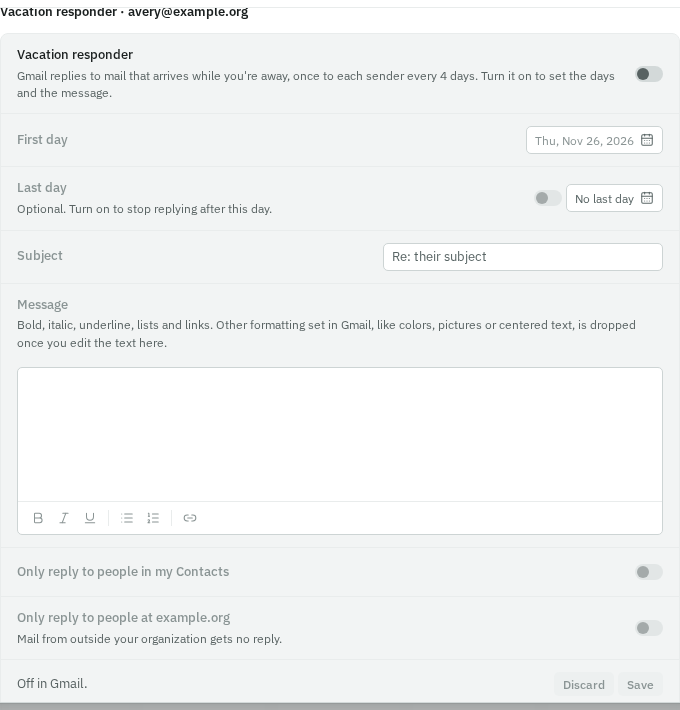 Vacation responder · avery@example.org
Vacation responder
Gmail replies to mail that arrives while you're away, once to each sender every 4 days. Turn it on to set the days
and the message.
First day
Thu, Nov 26, 2026
Last day
Optional. Turn on to stop replying after this day.
No last day
Subject
Re: their subject
Message
Bold, italic, underline, lists and links. Other formatting set in Gmail, like colors, pictures or centered text, is dropped
once you edit the text here.
Only reply to people in my Contacts
Only reply to people at example.org
Mail from outside your organization gets no reply.
Off in Gmail.
Discard
Save